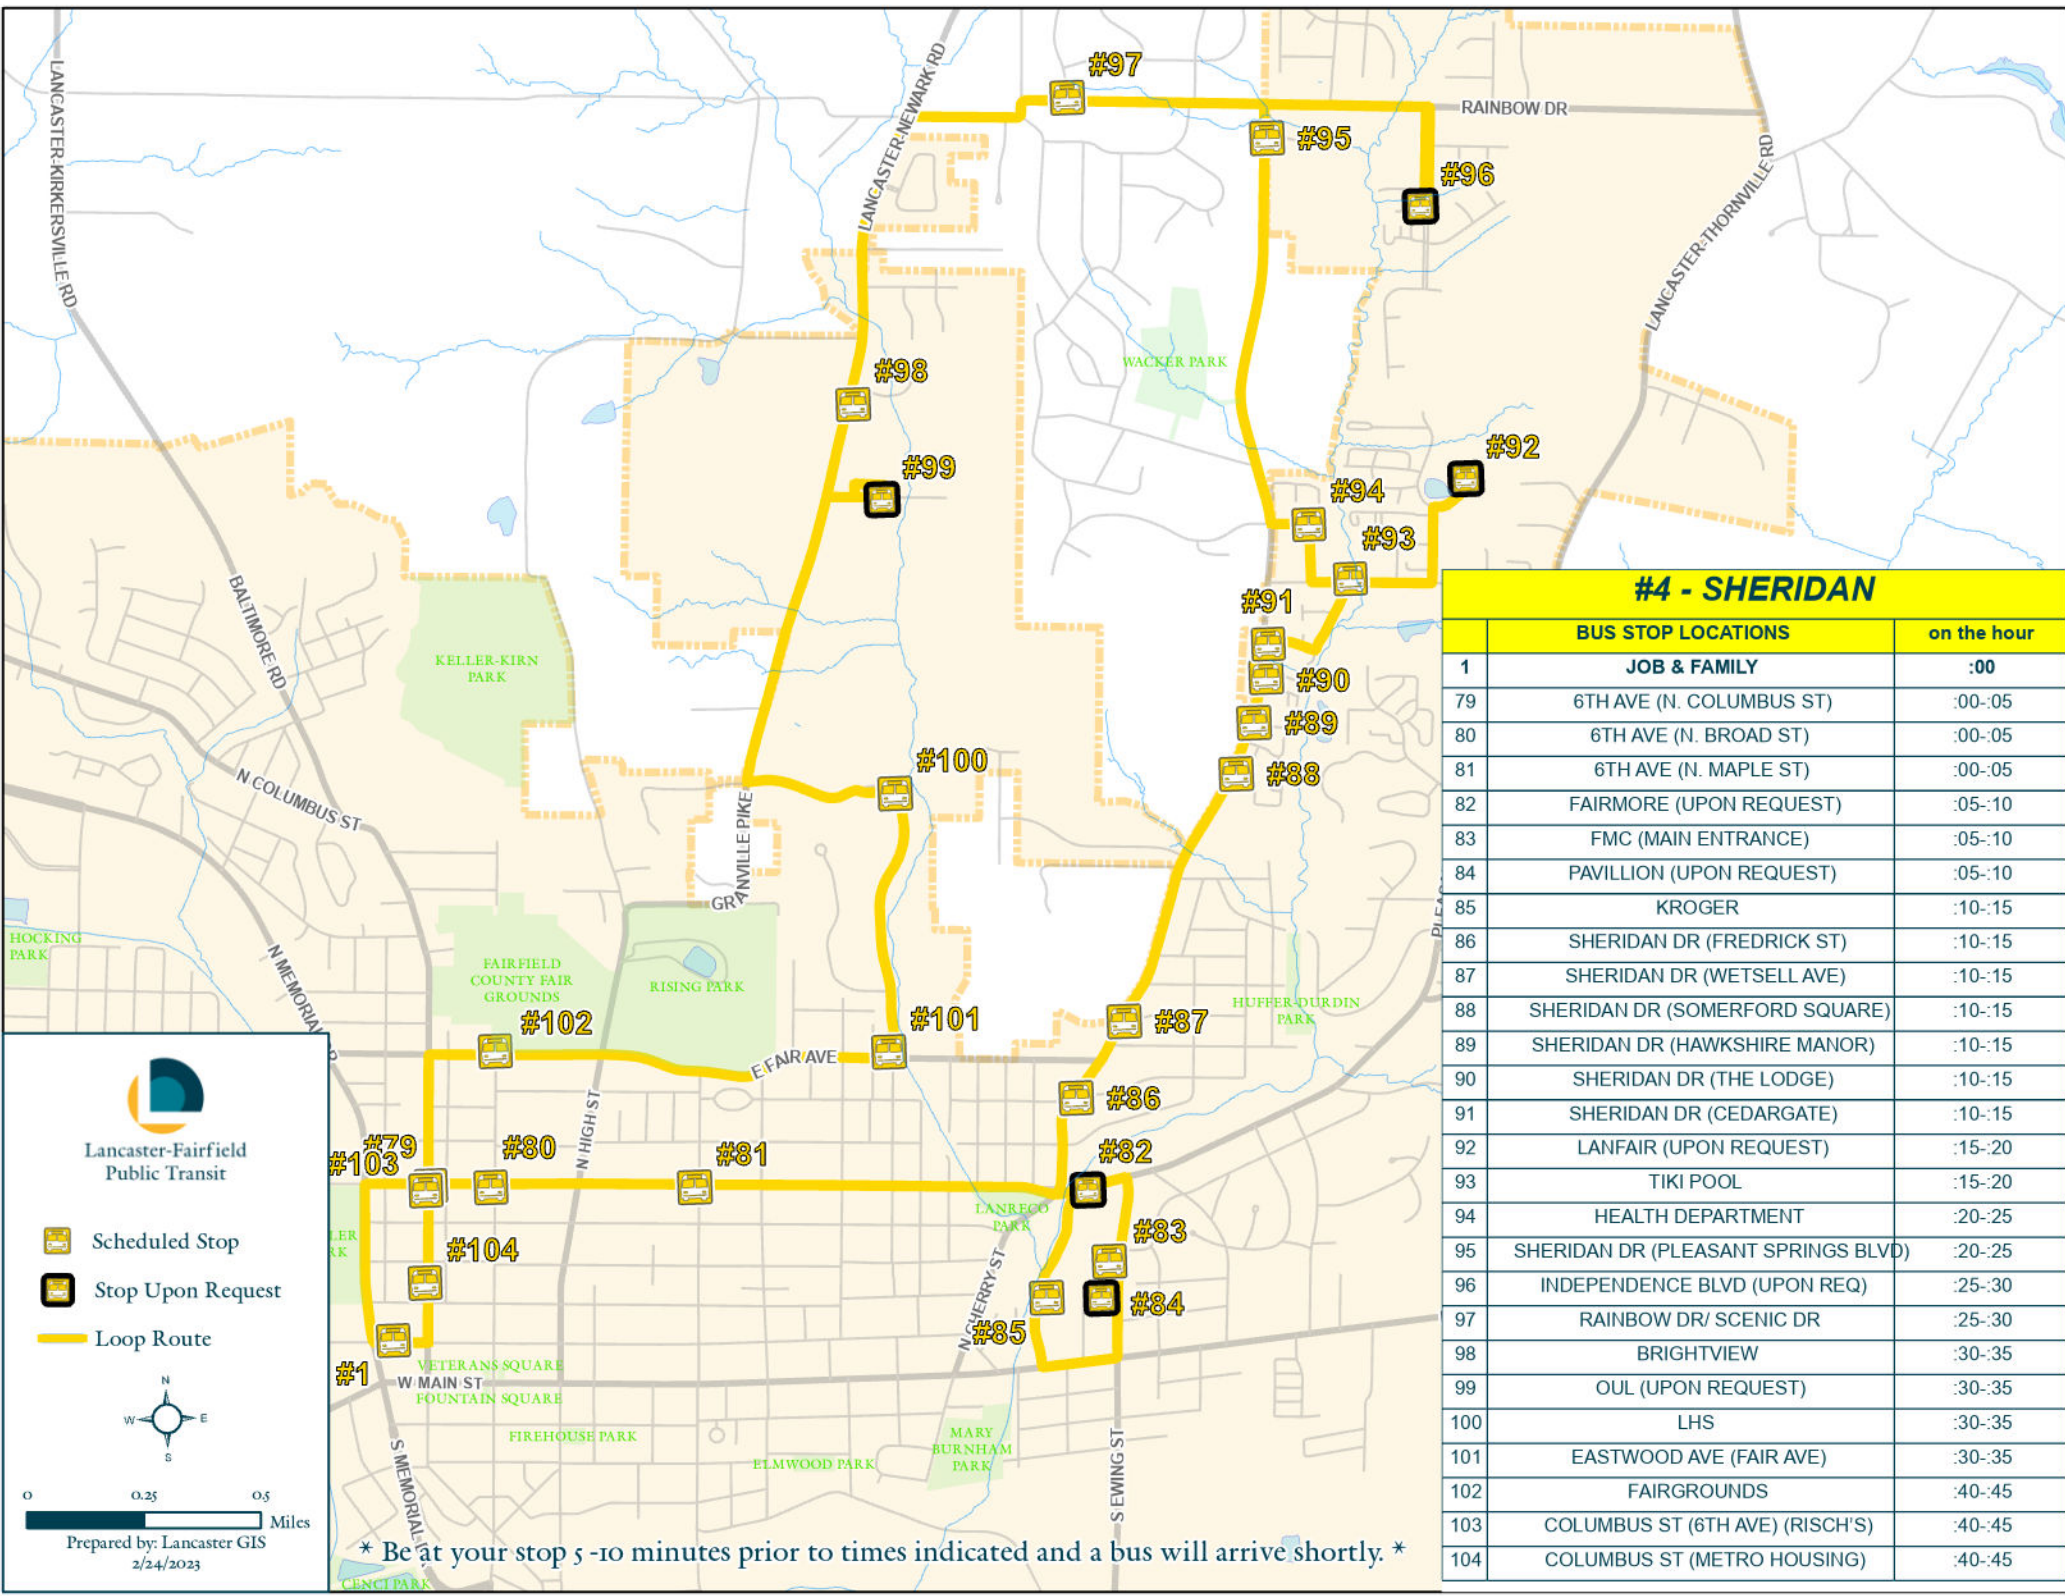 #97
LANCASTER-NEWARK RD
LANCASTER-KIRKERSVILLE RD
RAINBOW DR
#95
#96
LANCASTER-THORNVILLE RD
WACKER PARK
#98
#99
#92
#94
#93
#91
#90
#89
#88
KELLER-KIRN
PARK
BALTIMORE RD
N COLUMBUS ST
#100
GRANVILLE PIKE
HOCKING
PARK
N MEMORIAL DR
FAIRFIELD
COUNTY FAIR
GROUNDS
RISING PARK
HUFFER-DURDIN
PARK
#102
#101
#87
E FAIR AVE
#86
N HIGH ST
#79
#103
#80
#81
#82
LANRECO
PARK
#83
#104
#84
#85
N CHERRY ST
#1
VETERANS SQUARE
W MAIN ST
FOUNTAIN SQUARE
FIREHOUSE PARK
MARY
BURNHAM
PARK
ELMWOOD PARK
S EWING ST
S MEMORIAL
CENCI PARK
* Be at your stop 5 -10 minutes prior to times indicated and a bus will arrive shortly. *
Lancaster-Fairfield
Public Transit
Scheduled Stop
Stop Upon Request
Loop Route
N
W E
S
0 0.25 0.5
Miles
Prepared by: Lancaster GIS
2/24/2023
#4 - SHERIDAN
BUS STOP LOCATIONS on the hour
1 JOB & FAMILY :00
79 6TH AVE (N. COLUMBUS ST) :00-:05
80 6TH AVE (N. BROAD ST) :00-:05
81 6TH AVE (N. MAPLE ST) :00-:05
82 FAIRMORE (UPON REQUEST) :05-:10
83 FMC (MAIN ENTRANCE) :05-:10
84 PAVILLION (UPON REQUEST) :05-:10
85 KROGER :10-:15
86 SHERIDAN DR (FREDRICK ST) :10-:15
87 SHERIDAN DR (WETSELL AVE) :10-:15
88 SHERIDAN DR (SOMERFORD SQUARE) :10-:15
89 SHERIDAN DR (HAWKSHIRE MANOR) :10-:15
90 SHERIDAN DR (THE LODGE) :10-:15
91 SHERIDAN DR (CEDARGATE) :10-:15
92 LANFAIR (UPON REQUEST) :15-:20
93 TIKI POOL :15-:20
94 HEALTH DEPARTMENT :20-:25
95 SHERIDAN DR (PLEASANT SPRINGS BLVD) :20-:25
96 INDEPENDENCE BLVD (UPON REQ) :25-:30
97 RAINBOW DR/ SCENIC DR :25-:30
98 BRIGHTVIEW :30-:35
99 OUL (UPON REQUEST) :30-:35
100 LHS :30-:35
101 EASTWOOD AVE (FAIR AVE) :30-:35
102 FAIRGROUNDS :40-:45
103 COLUMBUS ST (6TH AVE) (RISCH'S) :40-:45
104 COLUMBUS ST (METRO HOUSING) :40-:45